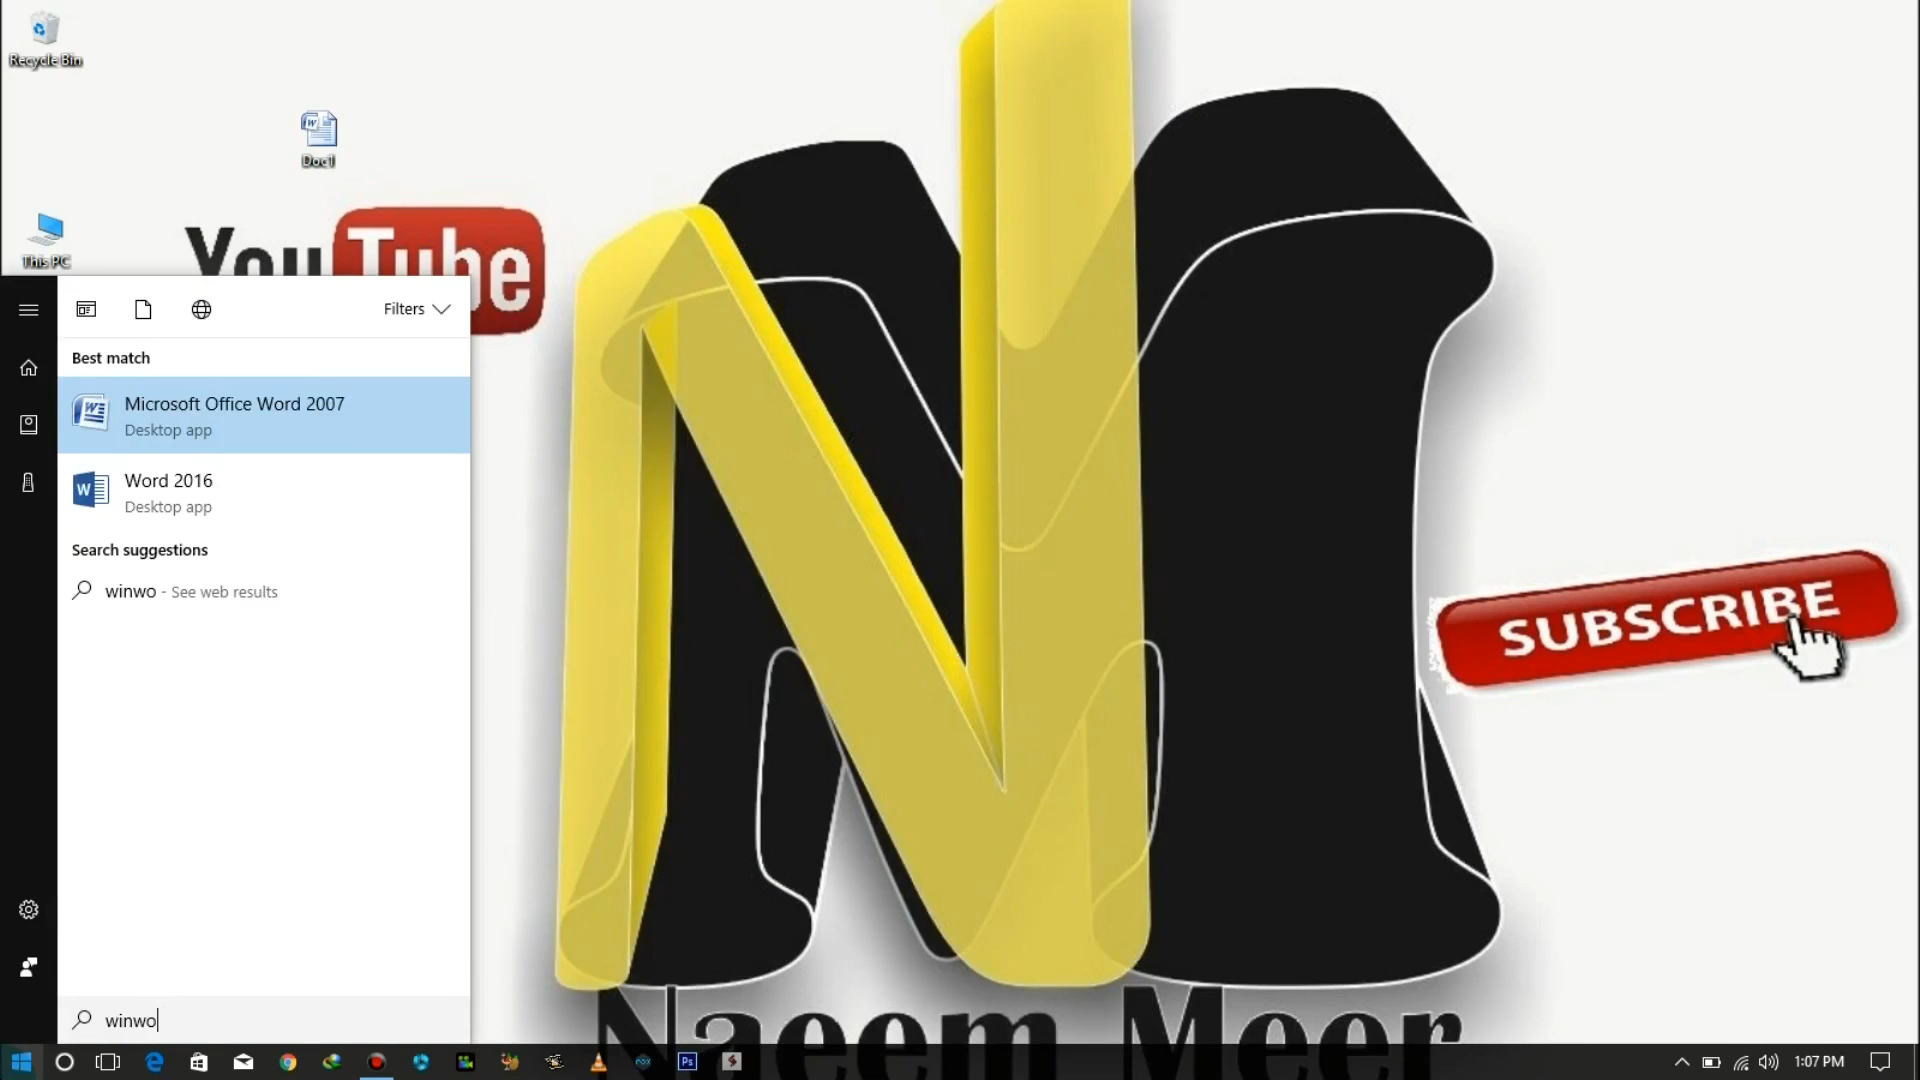 Recycle Bin
Doc1
YouTube
This PC
Filters
Best match
Microsoft Office Word 2007
Desktop app
Word 2016
Desktop app
Search suggestions
winwo - See web results
SUBSCRIBE
Naeem Meer
winwo
Ps
1:07 PM